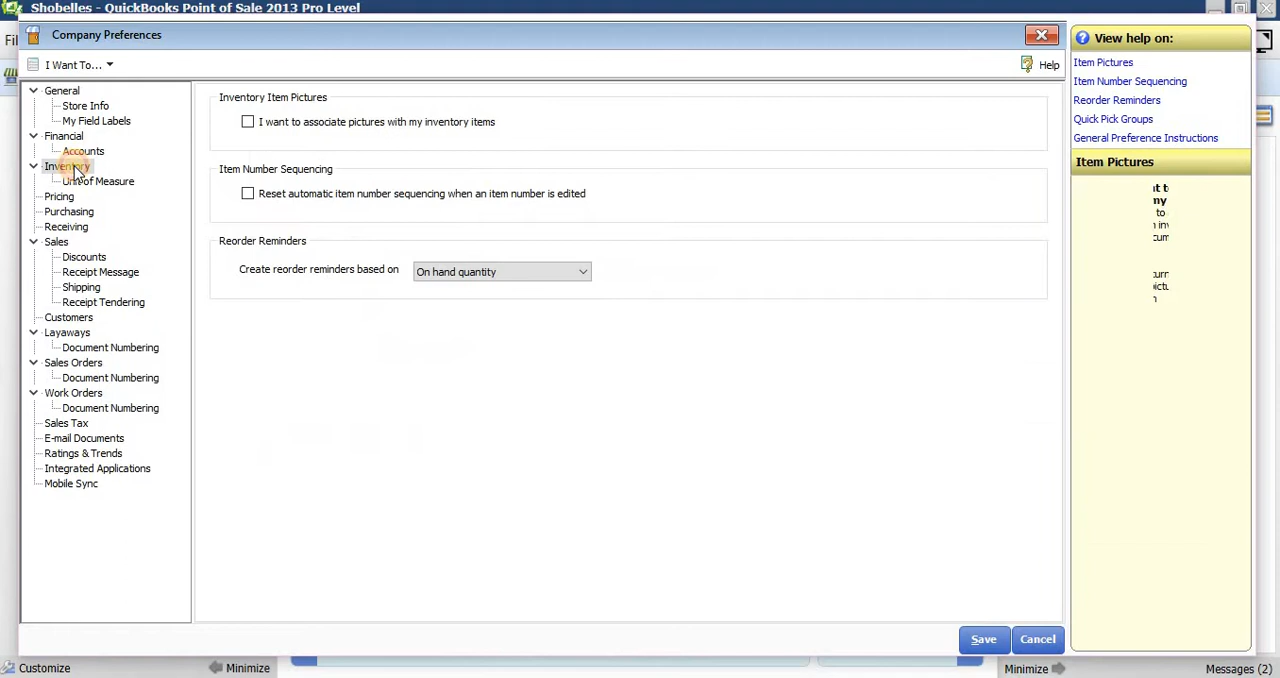 Shobelles - QuickBooks Point of Sale 2013 Pro Level
Company Preferences
I Want To...
Help
General
Store Info
My Field Labels
Financial
Accounts
Inventory
Unit of Measure
Pricing
Purchasing
Receiving
Sales
Discounts
Receipt Message
Shipping
Receipt Tendering
Customers
Layaways
Document Numbering
Sales Orders
Document Numbering
Work Orders
Document Numbering
Sales Tax
E-mail Documents
Ratings & Trends
Integrated Applications
Mobile Sync
Inventory Item Pictures
I want to associate pictures with my inventory items
Item Number Sequencing
Reset automatic item number sequencing when an item number is edited
Reorder Reminders
Create reorder reminders based on On hand quantity
Save Cancel
View help on:
Item Pictures
Item Number Sequencing
Reorder Reminders
Quick Pick Groups
General Preference Instructions
Item Pictures
Customize
Minimize
Minimize
Messages (2)